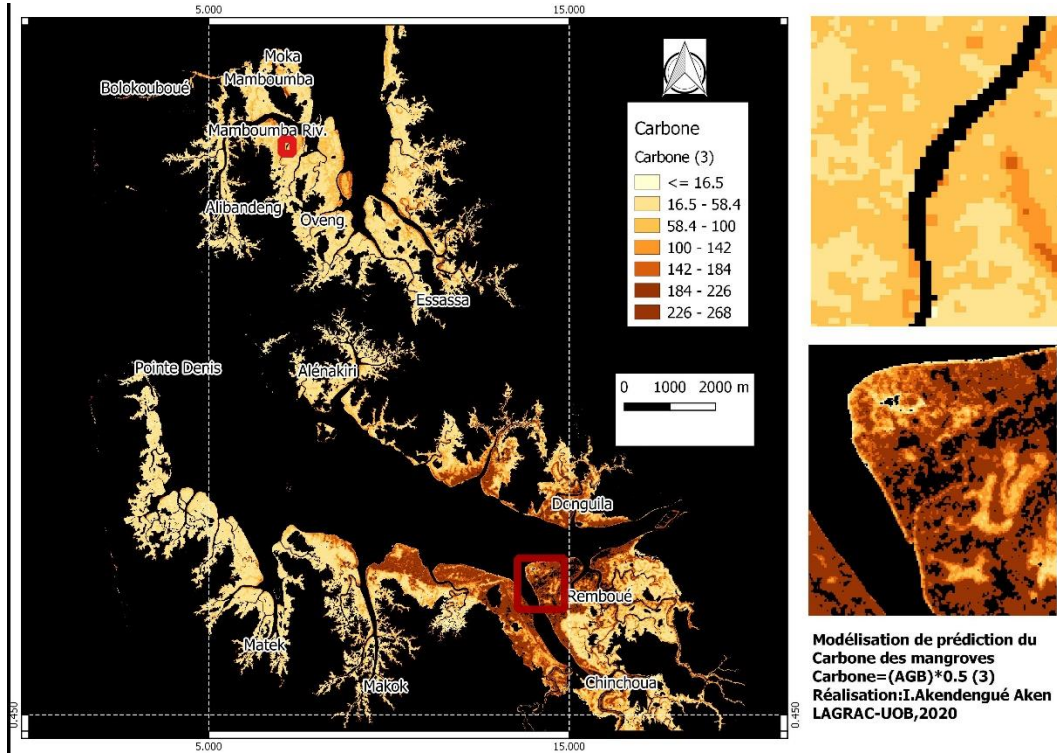 5.000
15.000
Moka
Mamboumba
Bolokouboué
Mamboumba Riv.
Alibandeng
Oveng
Essassa
Pointe Denis
Alénakiri
Donguila
Remboué
Matek
Makok
Chinchoua
Carbone
Carbone (3)
<= 16.5
16.5 - 58.4
58.4 - 100
100 - 142
142 - 184
184 - 226
226 - 268
0 1000 2000 m
0.450
0.450
5.000
15.000
Modélisation de prédiction du
Carbone des mangroves
Carbone=(AGB)*0.5 (3)
Réalisation:I.Akendengué Aken
LAGRAC-UOB,2020